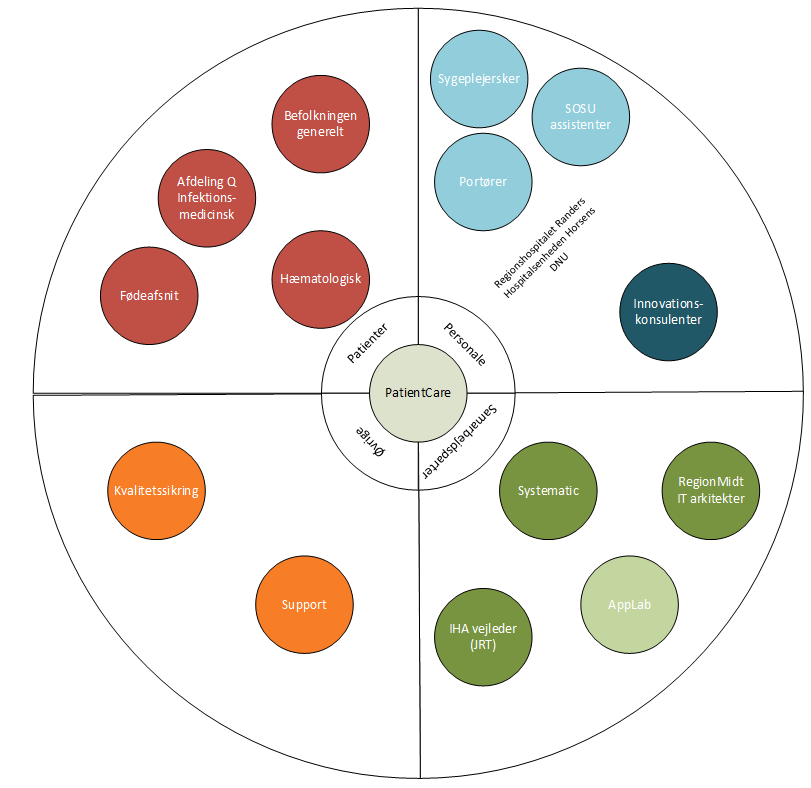 Befolkningen
generelt
Afdeling Q
Infektions-
medicinsk
Fødeafsnit
Hæmatologisk
Sygeplejersker
SOSU
assistenter
Portører
Regionshospitalet Randers
Hospitalsenheden Horsens
DNU
Innovations-
konsulenter
Patienter
Personale
PatientCare
Øvrige
Samarbejdsparter
Kvalitetssikring
Support
Systematic
RegionMidt
IT arkitekter
AppLab
IHA vejleder
(JRT)